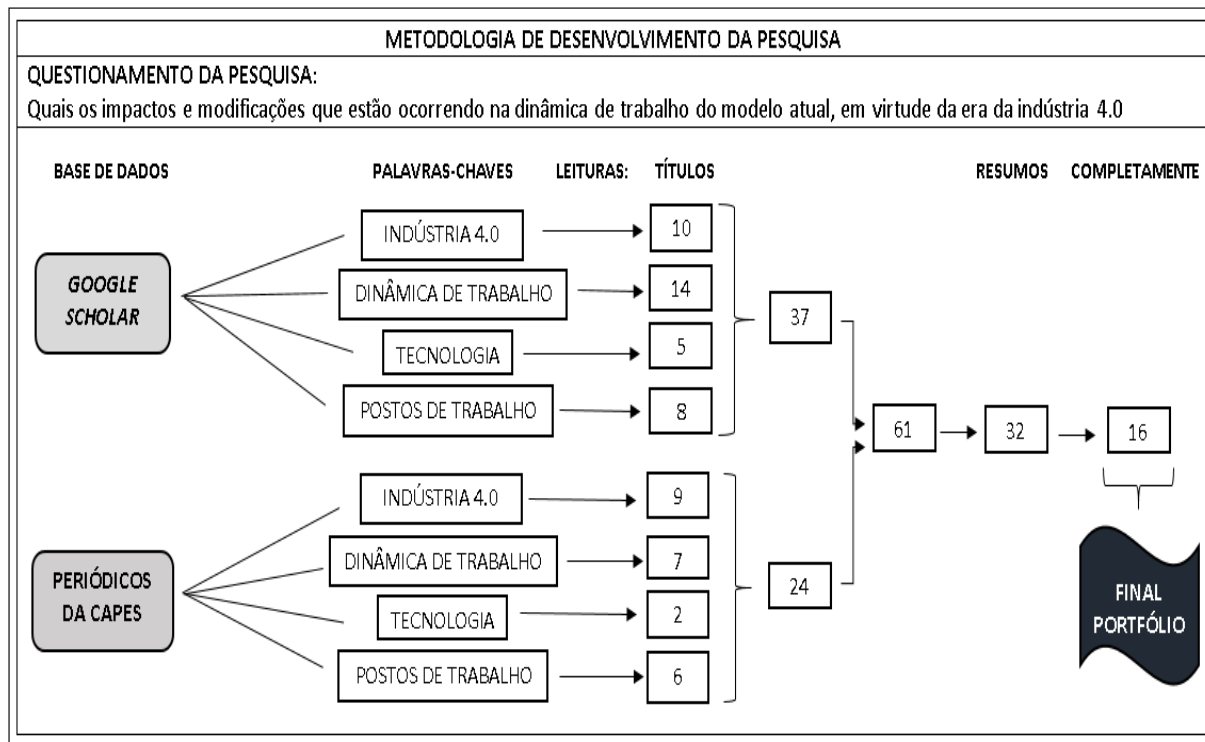 METODOLOGIA DE DESENVOLVIMENTO DA PESQUISA
QUESTIONAMENTO DA PESQUISA:
Quais os impactos e modificações que estão ocorrendo na dinâmica de trabalho do modelo atual, em virtude da era da indústria 4.0
BASE DE DADOS PALAVRAS-CHAVES LEITURAS: TÍTULOS RESUMOS COMPLETAMENTE
GOOGLE
SCHOLAR
INDÚSTRIA 4.0 10
DINÂMICA DE TRABALHO 14
TECNOLOGIA 5
POSTOS DE TRABALHO 8
37
PERIÓDICOS
DA CAPES
INDÚSTRIA 4.0 9
DINÂMICA DE TRABALHO 7
TECNOLOGIA 2
POSTOS DE TRABALHO 6
24
61 32 16
FINAL
PORTFÓLIO